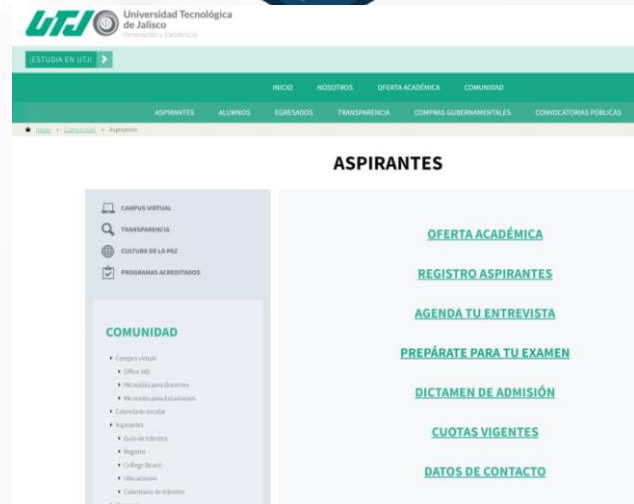 UTJ
Universidad Tecnológica
de Jalisco
Innovación y Excelencia
¡ESTUDIA EN UTJ!
INICIO NOSOTROS OFERTA ACADÉMICA COMUNIDAD
ASPIRANTES ALUMNOS EGRESADOS TRANSPARENCIA COMPRAS GUBERNAMENTALES CONVOCATORIAS PÚBLICAS
Inicio Comunidad Aspirantes
ASPIRANTES
CAMPUS VIRTUAL
TRANSPARENCIA
CULTURA DE LA PAZ
PROGRAMAS ACREDITADOS
COMUNIDAD
Campus virtual
Office 365
Micrositio para Docentes
Micrositio para Estudiantes
Calendario escolar
Aspirantes
Guía de trámites
Registro
College Board
Ubicaciones
Calendario de trámites
OFERTA ACADÉMICA
REGISTRO ASPIRANTES
AGENDA TU ENTREVISTA
PREPÁRATE PARA TU EXAMEN
DICTAMEN DE ADMISIÓN
CUOTAS VIGENTES
DATOS DE CONTACTO